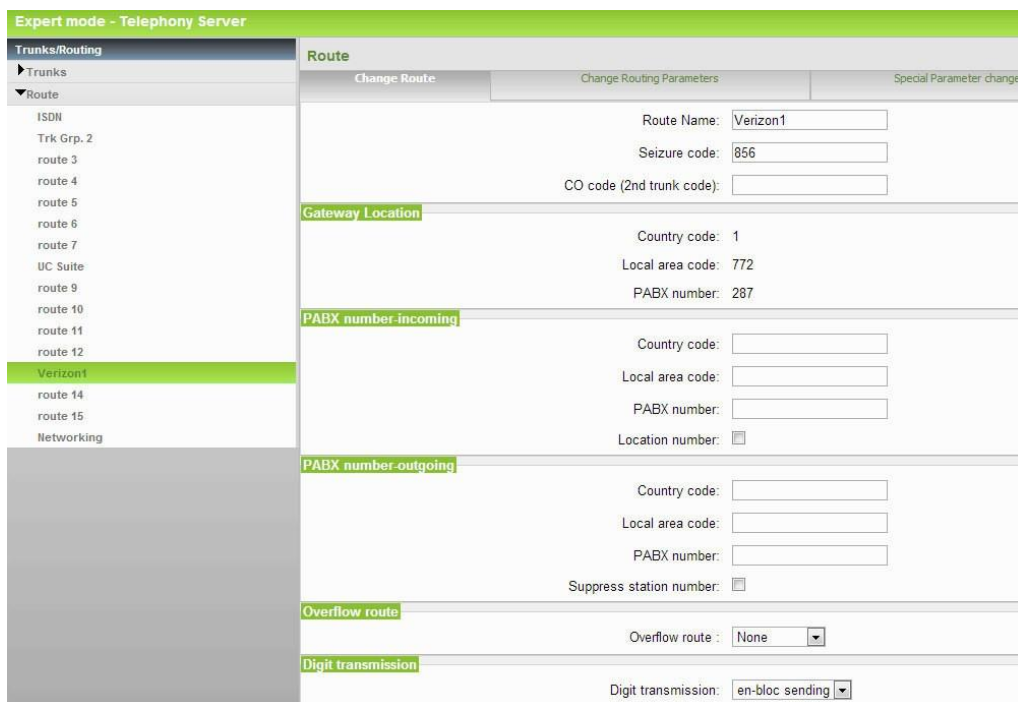 Expert mode - Telephony Server
Trunks/Routing
Trunks
Route
ISDN
Trk Grp. 2
route 3
route 4
route 5
route 6
route 7
UC Suite
route 9
route 10
route 11
route 12
Verizon1
route 14
route 15
Networking
Route
Change Route
Change Routing Parameters
Special Parameter change
Route Name: Verizon1
Seizure code: 856
CO code (2nd trunk code):
Gateway Location
Country code: 1
Local area code: 772
PABX number: 287
PABX number-incoming
Country code:
Local area code:
PABX number:
Location number:
PABX number-outgoing
Country code:
Local area code:
PABX number:
Suppress station number:
Overflow route
Overflow route : None
Digit transmission
Digit transmission: en-bloc sending